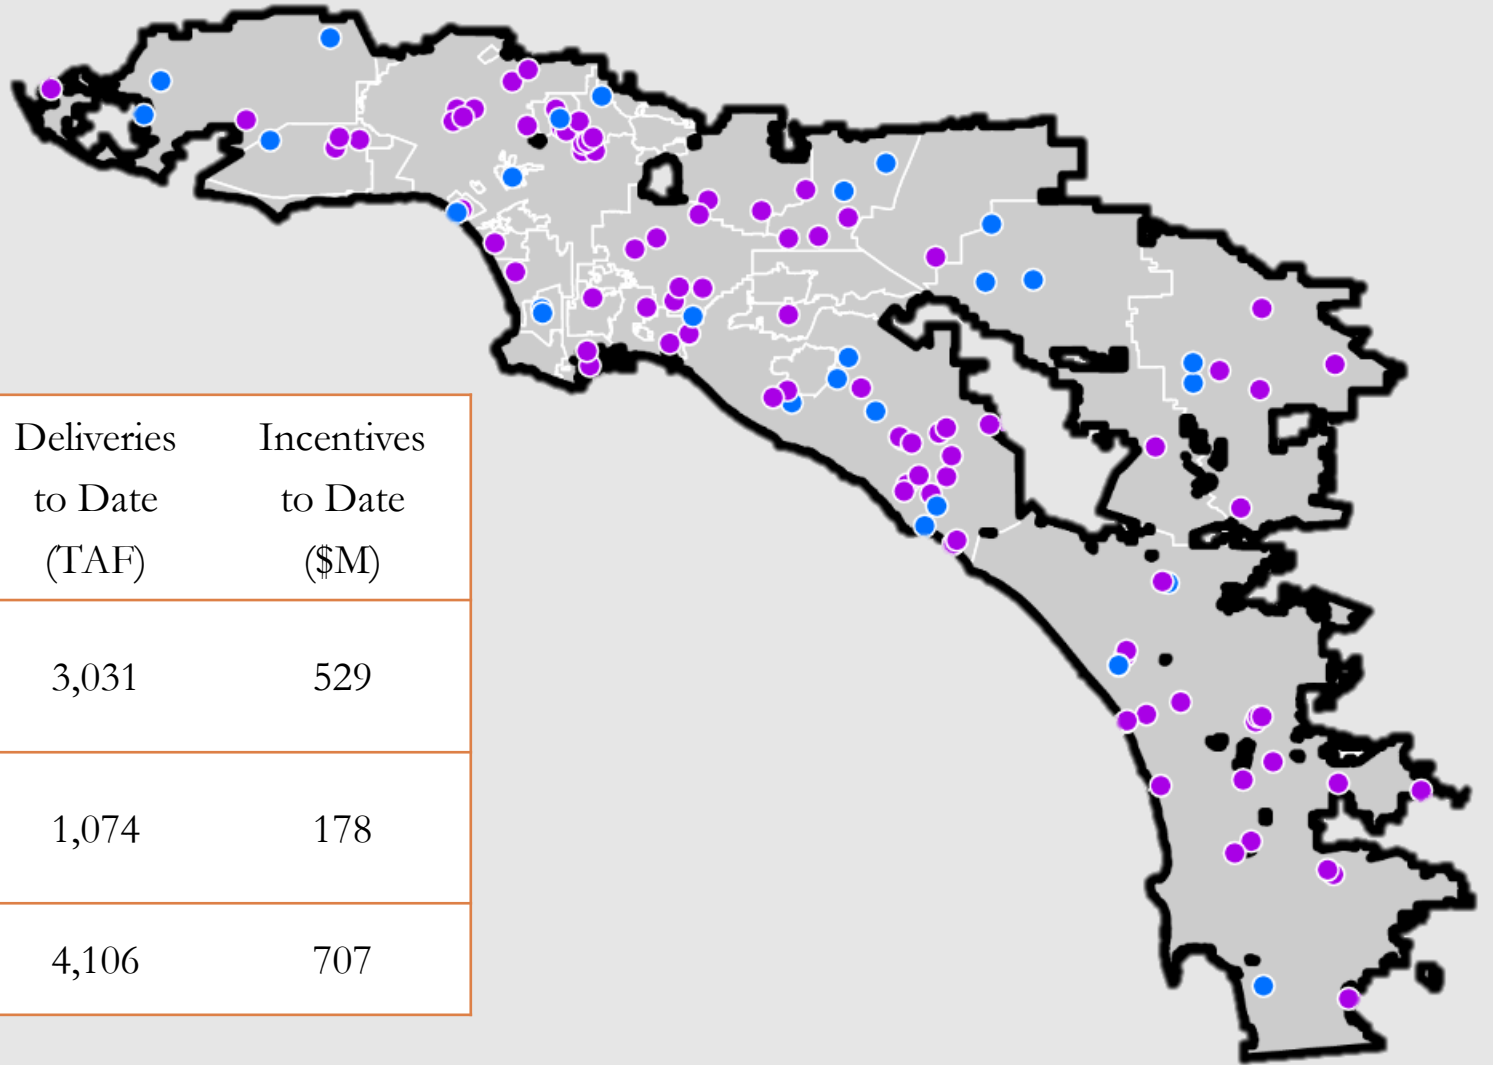 Deliveries to Date (TAF)
Incentives to Date ($M)
3,031 529
1,074 178
4,106 707